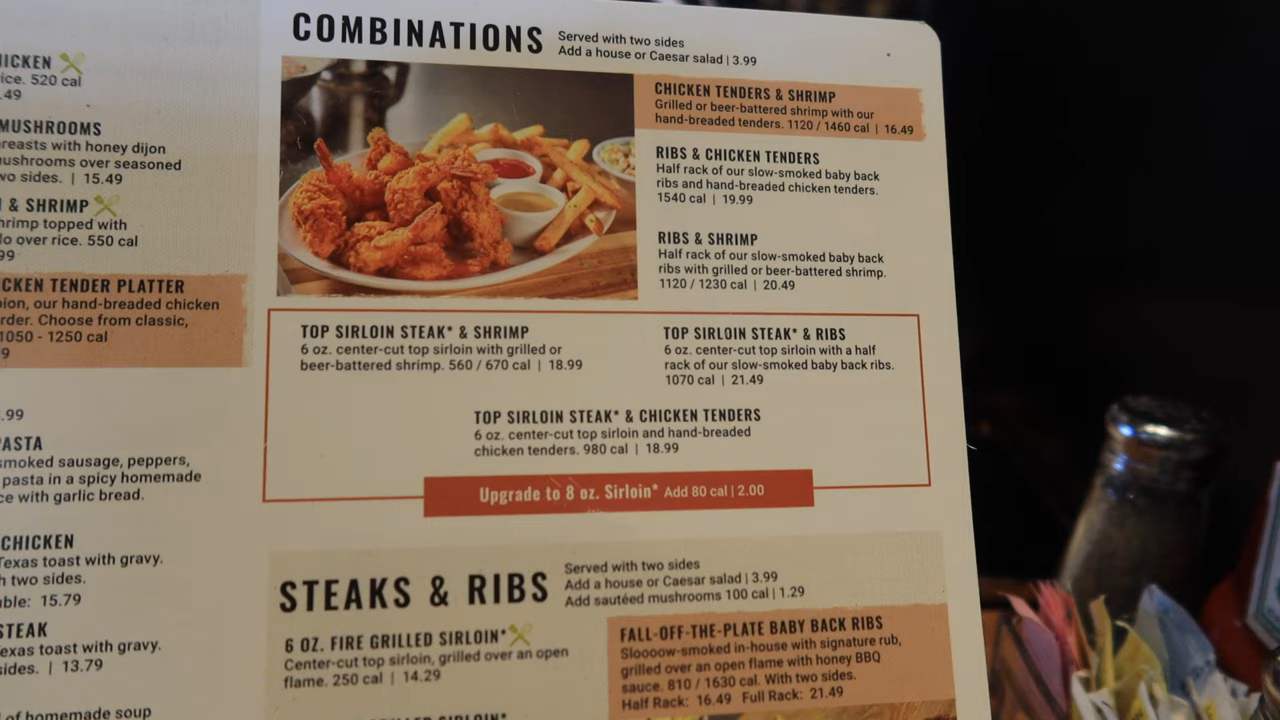 HICKEN
ice. 520 cal
.49
MUSHROOMS
reasts with honey dijon
mushrooms over seasoned
wo sides. | 15.49
& SHRIMP
hrimp topped with
lo over rice. 550 cal
99
CKEN TENDER PLATTER
pion, our hand-breaded chicken
rder. Choose from classic,
1050 - 1250 cal
9
.99
PASTA
smoked sausage, peppers,
pasta in a spicy homemade
ce with garlic bread.
CHICKEN
Texas toast with gravy.
h two sides.
uble: 15.79
STEAK
exas toast with gravy.
sides. | 13.79
of homemade soup
COMBINATIONS
Served with two sides
Add a house or Caesar salad | 3.99
CHICKEN TENDERS & SHRIMP
Grilled or beer-battered shrimp with our
hand-breaded tenders. 1120 / 1460 cal | 16.49
RIBS & CHICKEN TENDERS
Half rack of our slow-smoked baby back
ribs and hand-breaded chicken tenders.
1540 cal | 19.99
RIBS & SHRIMP
Half rack of our slow-smoked baby back
ribs with grilled or beer-battered shrimp.
1120 / 1230 cal | 20.49
TOP SIRLOIN STEAK* & SHRIMP
6 oz. center-cut top sirloin with grilled or
beer-battered shrimp. 560 / 670 cal | 18.99
TOP SIRLOIN STEAK* & RIBS
6 oz. center-cut top sirloin with a half
rack of our slow-smoked baby back ribs.
1070 cal | 21.49
TOP SIRLOIN STEAK* & CHICKEN TENDERS
6 oz. center-cut top sirloin and hand-breaded
chicken tenders. 980 cal | 18.99
Upgrade to 8 oz. Sirloin* Add 80 cal | 2.00
STEAKS & RIBS
Served with two sides
Add a house or Caesar salad | 3.99
Add sautéed mushrooms 100 cal | 1.29
6 OZ. FIRE GRILLED SIRLOIN*
Center-cut top sirloin, grilled over an open
flame. 250 cal | 14.29
FALL-OFF-THE-PLATE BABY BACK RIBS
Sloooow-smoked in-house with signature rub,
grilled over an open flame with honey BBQ
sauce. 810 / 1630 cal. With two sides.
Half Rack: 16.49 Full Rack: 21.49